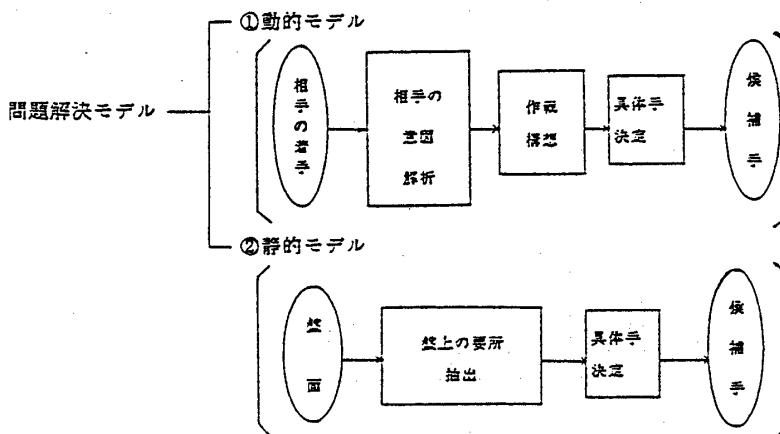 ①動的モデル
相手の着手
相手の
意図
解析
作戦
構想
具体手
決定
候補手
問題解決モデル
②静的モデル
盤面
盤上の要所
抽出
具体手
決定
候補手